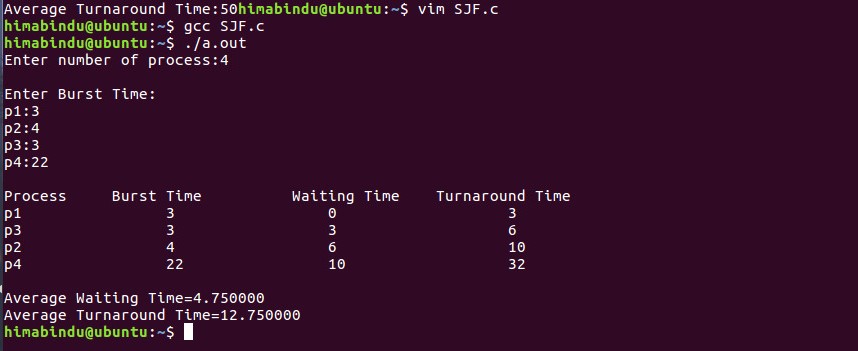 Average Turnaround Time:50himabindu@ubuntu:~$ vim SJF.c
himabindu@ubuntu:~$ gcc SJF.c
himabindu@ubuntu:~$ ./a.out
Enter number of process:4
Enter Burst Time:
p1:3
p2:4
p3:3
p4:22
Process Burst Time Waiting Time Turnaround Time
p1 3 0 3
p3 3 3 6
p2 4 6 10
p4 22 10 32
Average Waiting Time=4.750000
Average Turnaround Time=12.750000
himabindu@ubuntu:~$